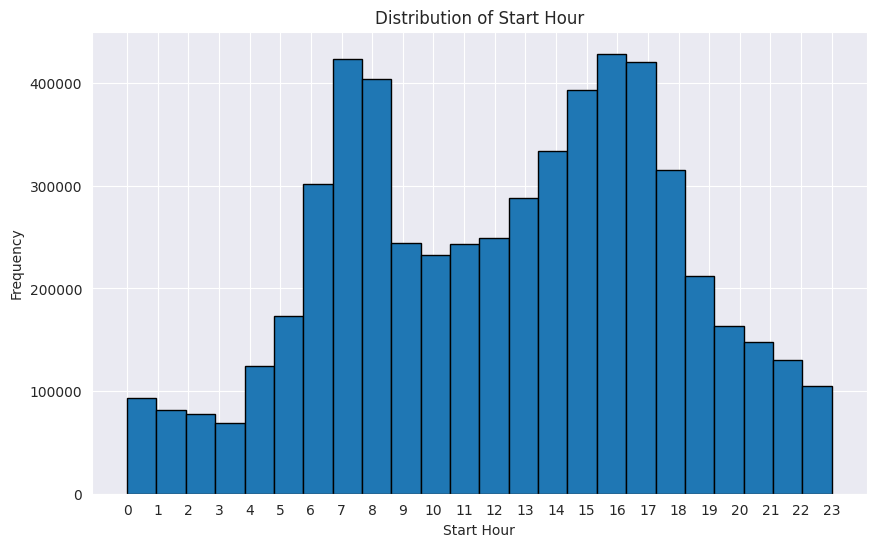 Distribution of Start Hour
400000
300000
200000
100000
0
Frequency
0 1 2 3 4 5 6 7 8 9 10 11 12 13 14 15 16 17 18 19 20 21 22 23
Start Hour